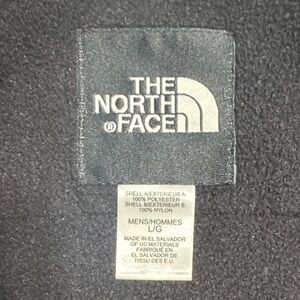 THE
NORTH
® FACE
SHELL A/EXTERIEUR A
100% POLYESTER
SHELL B/EXTERIEUR B
100% NYLON
MENS/HOMMES
L/G
MADE IN EL SALVADOR
OF US MATERIALS
FABRIQUE EN
EL SALVADOR DE
TISSU DES E.U.